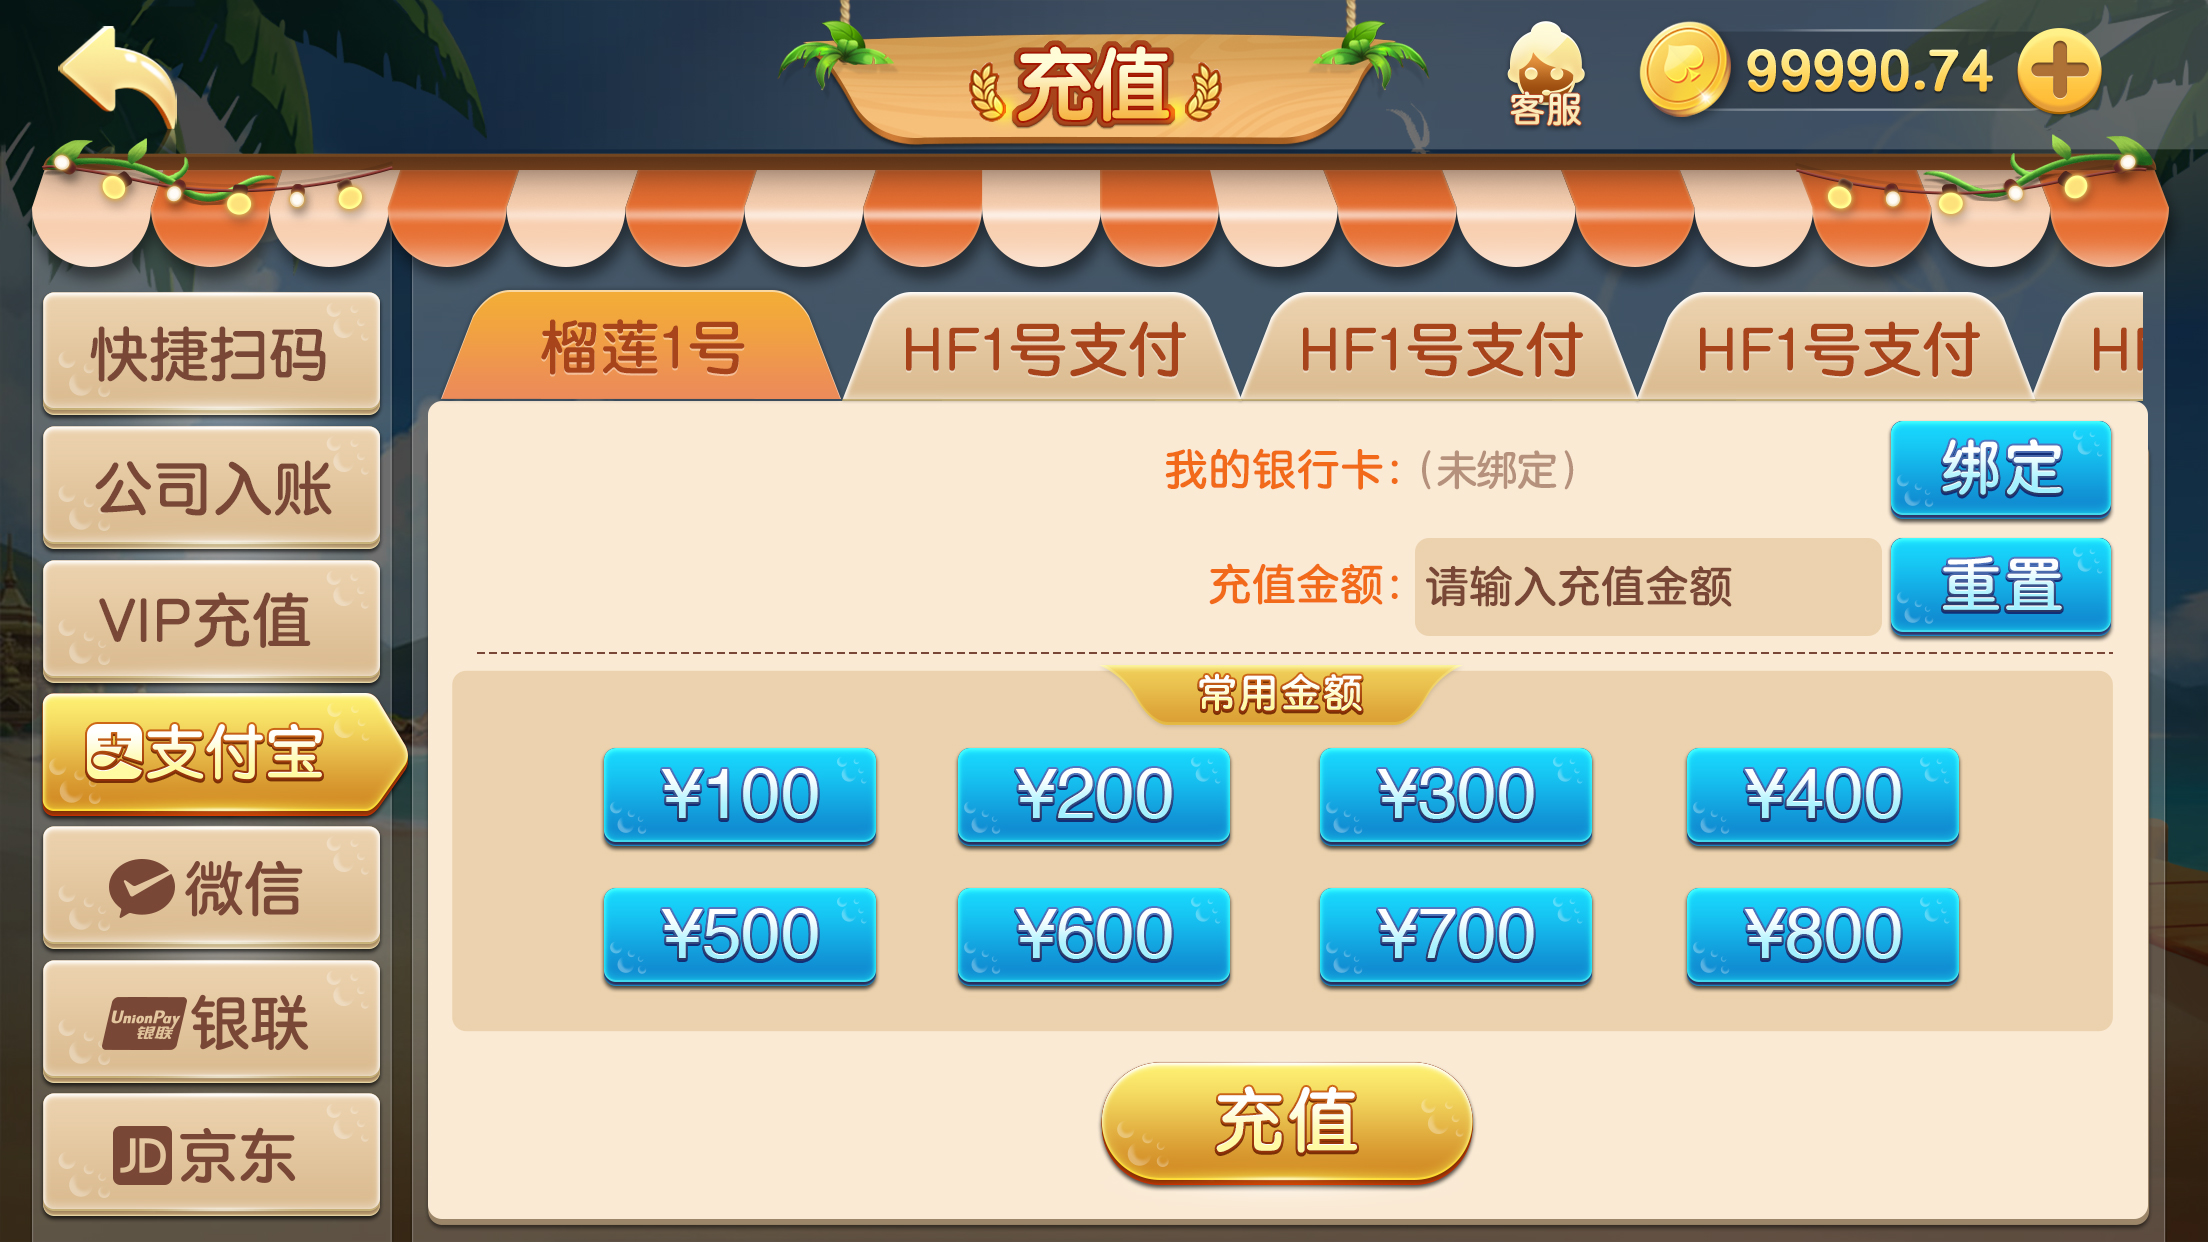 充值
客服
99990.74
快捷扫码
公司入账
VIP充值
支付宝
微信
UnionPay
银联
银联
JD京东
榴莲1号
HF1号支付
HF1号支付
HF1号支付
HF
我的银行卡：（未绑定）
绑定
充值金额：
请输入充值金额
重置
常用金额
¥100
¥200
¥300
¥400
¥500
¥600
¥700
¥800
充值